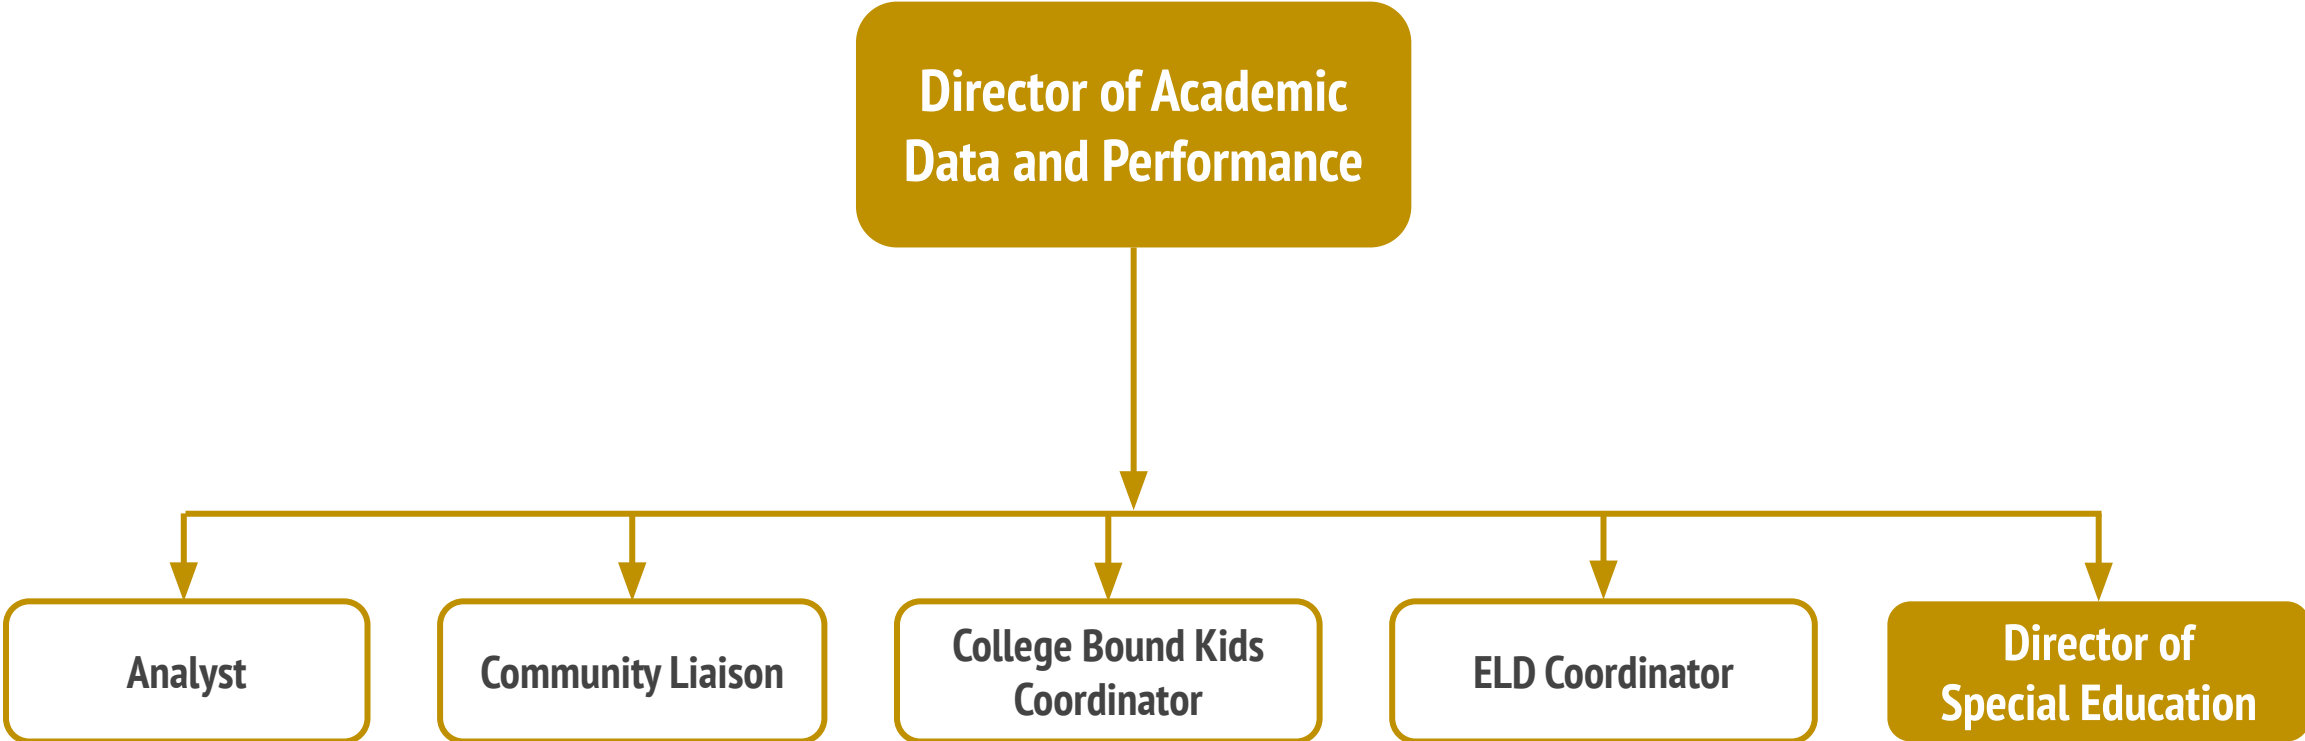 Director of Academic
Data and Performance
Analyst
Community Liaison
College Bound Kids
Coordinator
ELD Coordinator
Director of
Special Education